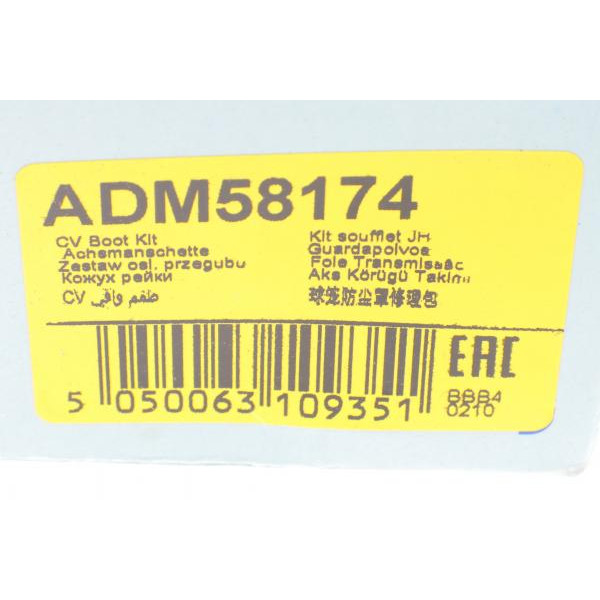 ADM58174
CV Boot Kit
Achsmanschette
Zestaw osł. przegubu
Кожух рейки
طقم واقي CV
Kit soufflet JH
Guardapolvos
Fole Transmissão
Aks Körügü Takimi
球笼防尘罩修理包
EAC
5 050063 109351
BBB4
0210